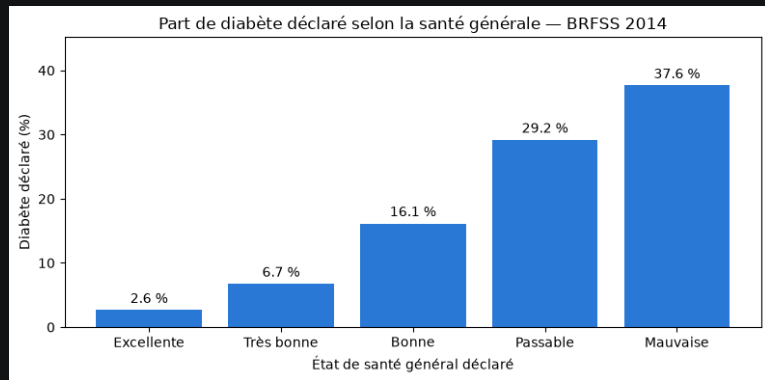 Part de diabète déclaré selon la santé générale — BRFSS 2014
Diabète déclaré (%)
40
30
20
10
0
2.6 %
6.7 %
16.1 %
29.2 %
37.6 %
Excellente
Très bonne
Bonne
Passable
Mauvaise
État de santé général déclaré